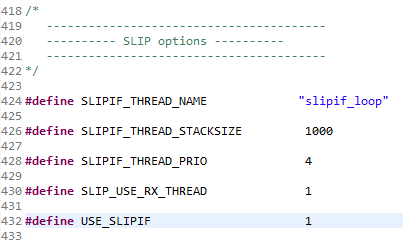 418 /*
419    ---------------------------------------
420    ---------- SLIP options ----------
421    ---------------------------------------
422 */
423
424 #define SLIPIF_THREAD_NAME             "slipif_loop"
425
426 #define SLIPIF_THREAD_STACKSIZE         1000
427
428 #define SLIPIF_THREAD_PRIO              4
429
430 #define SLIP_USE_RX_THREAD              1
431
432 #define USE_SLIPIF                      1
433